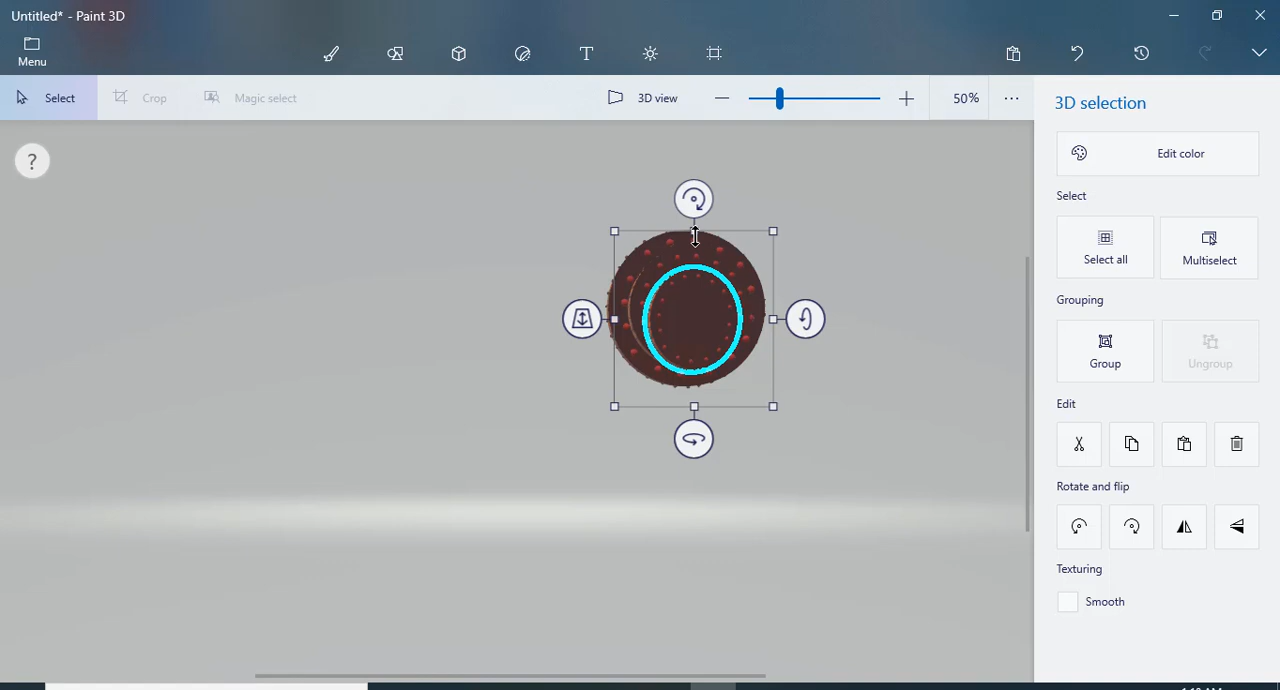 Untitled* - Paint 3D
Menu
Select
Crop
Magic select
3D view
50%
3D selection
?
Edit color
Select
Select all
Multiselect
Grouping
Group
Ungroup
Edit
Rotate and flip
Texturing
Smooth